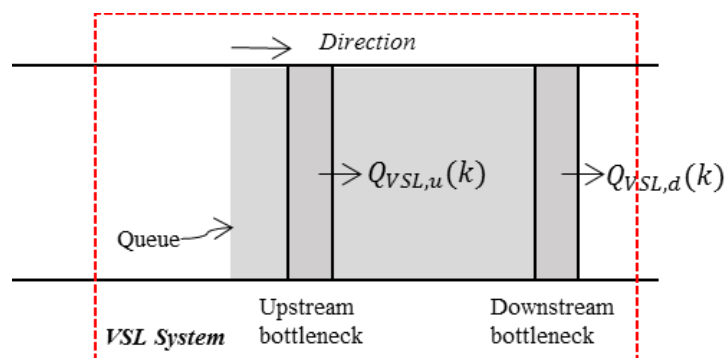 Direction
Q_{VSL,u}(k)
Q_{VSL,d}(k)
Queue
Upstream
bottleneck
Downstream
bottleneck
VSL System